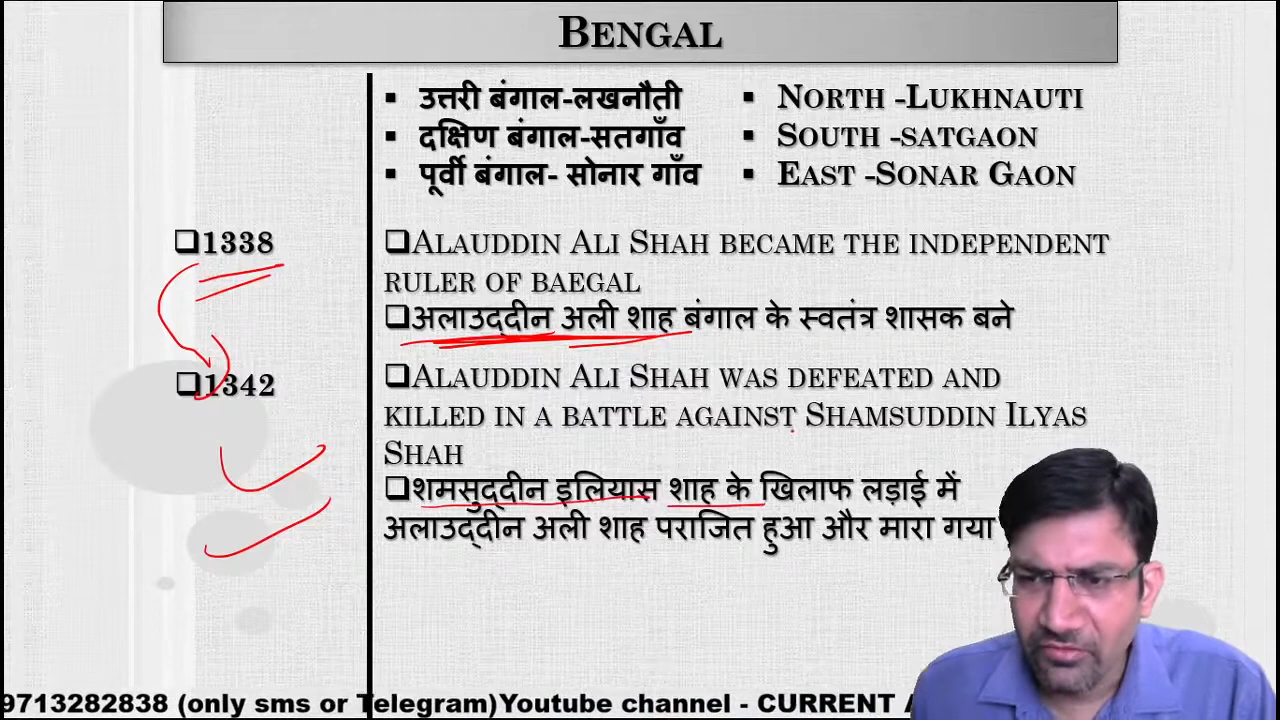 BENGAL
▪ उत्तरी बंगाल-लखनौती
▪ दक्षिण बंगाल-सतगाँव
▪ पूर्वी बंगाल- सोनार गाँव
▪ NORTH -LUKHNAUTI
▪ SOUTH -SATGAON
▪ EAST -SONAR GAON
❑1338
❑ALAUDDIN ALI SHAH BECAME THE INDEPENDENT
RULER OF BAEGAL
❑अलाउद्दीन अली शाह बंगाल के स्वतंत्र शासक बने
❑1342
❑ALAUDDIN ALI SHAH WAS DEFEATED AND
KILLED IN A BATTLE AGAINST SHAMSUDDIN ILYAS
SHAH
❑शमसुद्दीन इलियास शाह के खिलाफ लड़ाई में
अलाउद्दीन अली शाह पराजित हुआ और मारा गया
9713282838 (only sms or Telegram)Youtube channel - CURRENT A